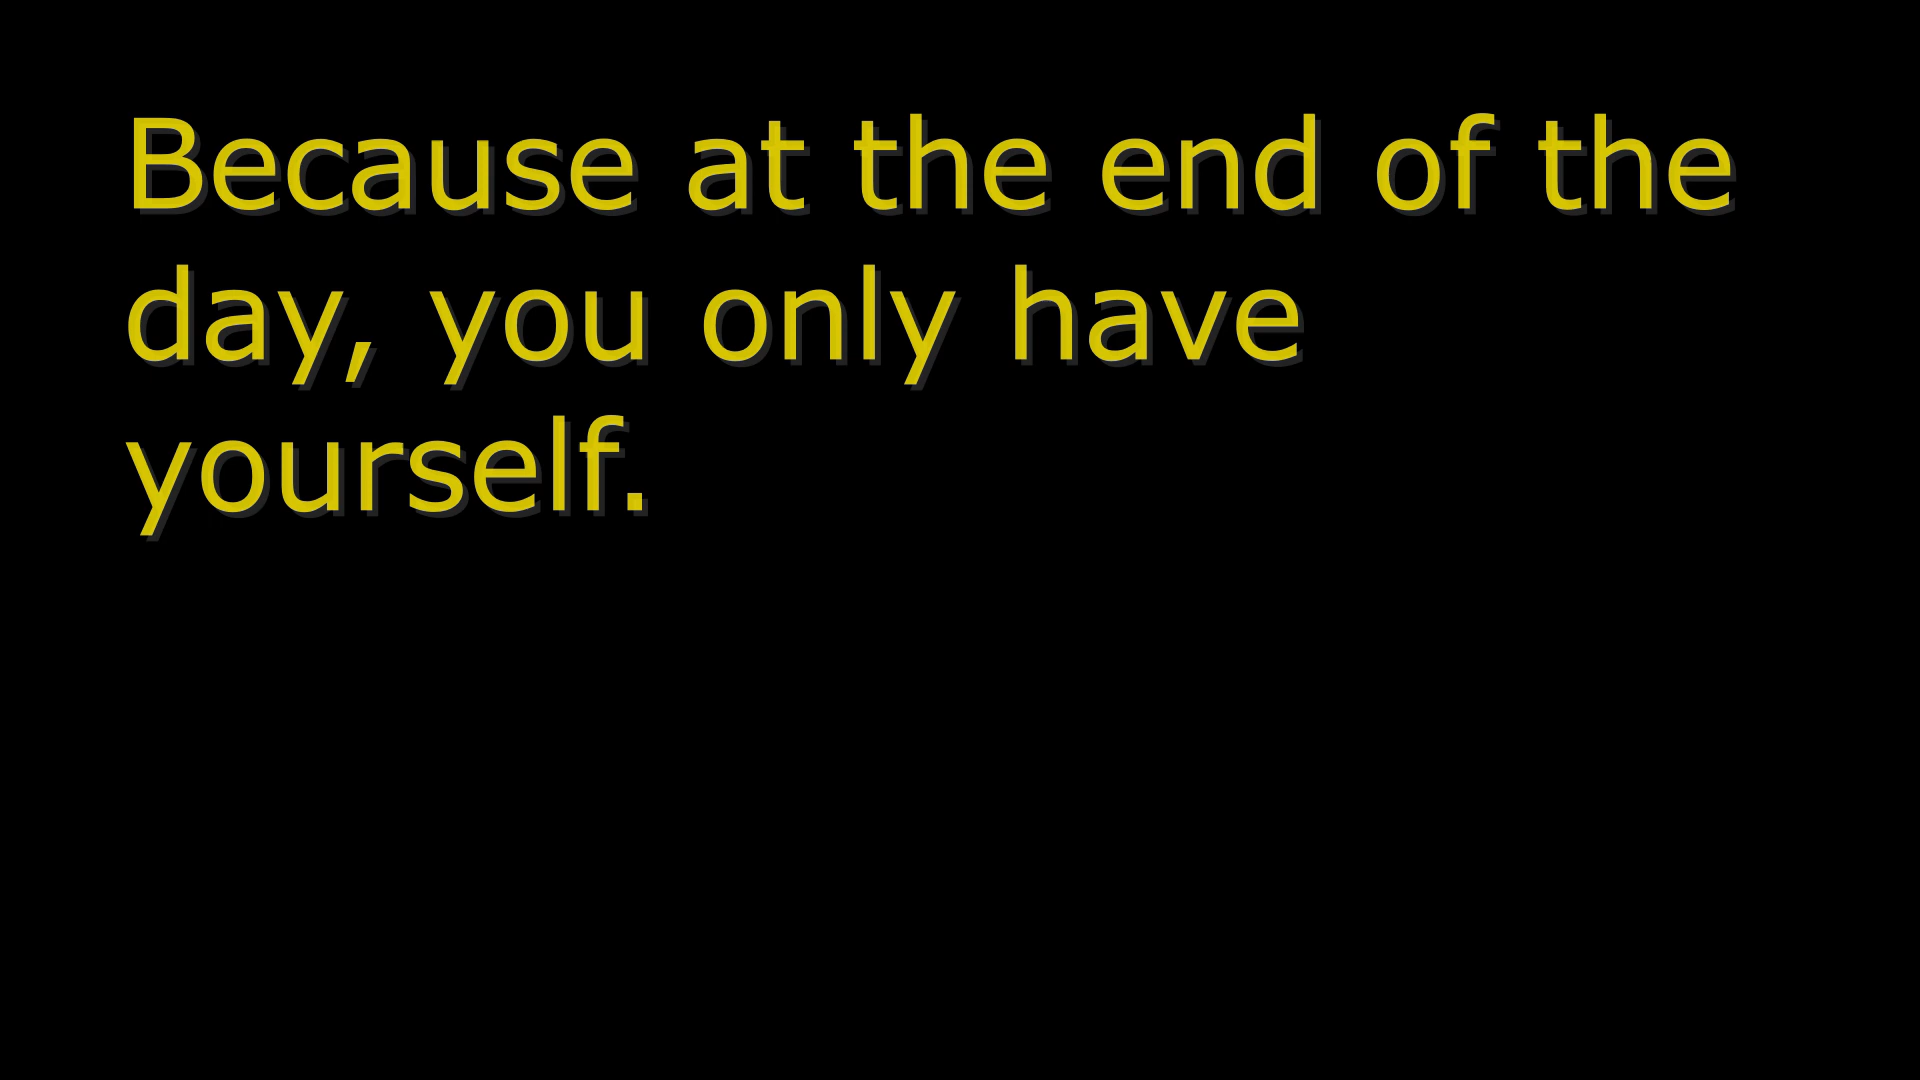 Because at the end of the
day, you only have
yourself.